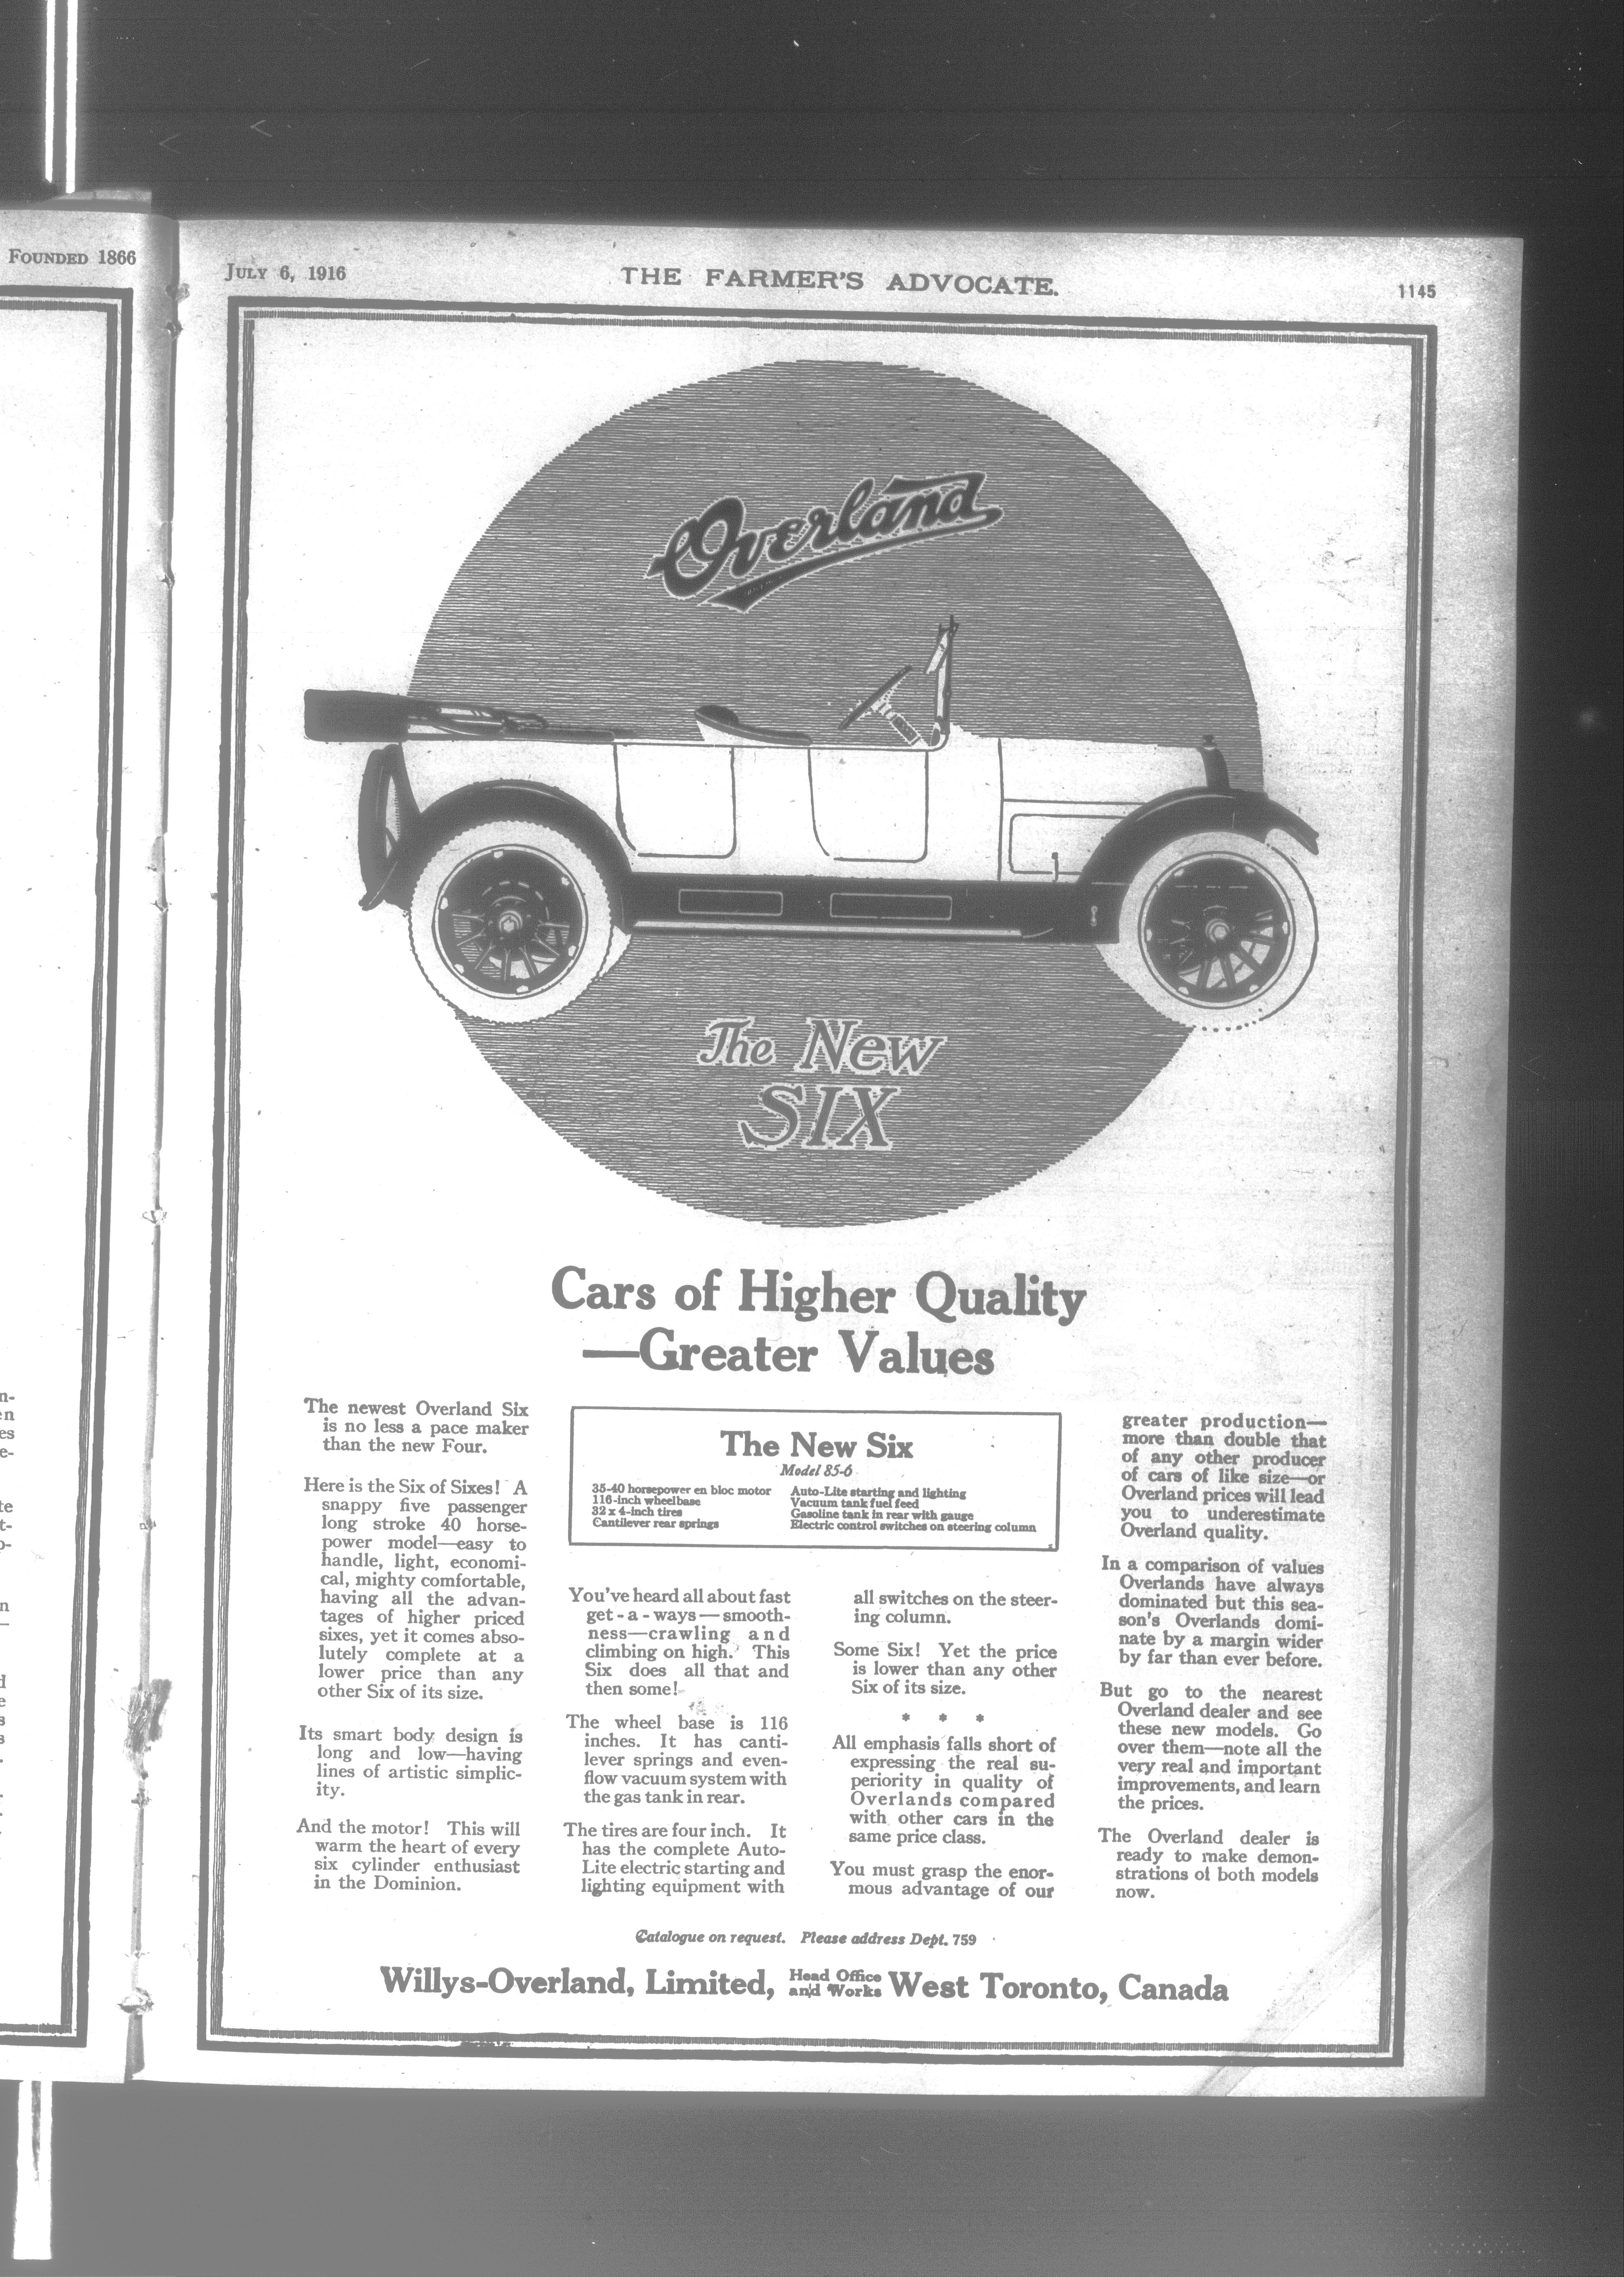 FOUNDED 1866
JULY 6, 1916
THE FARMER'S ADVOCATE.
1145
Overland
The New
SIX
Cars of Higher Quality
—Greater Values
The newest Overland Six
is no less a pace maker
than the new Four.
Here is the Six of Sixes! A
snappy five passenger
long stroke 40 horse-
power model—easy to
handle, light, economi-
cal, mighty comfortable,
having all the advan-
tages of higher priced
sixes, yet it comes abso-
lutely complete at a
lower price than any
other Six of its size.
Its smart body design is
long and low—having
lines of artistic simplic-
ity.
And the motor! This will
warm the heart of every
six cylinder enthusiast
in the Dominion.
The New Six
Model 85-6
35-40 horsepower en bloc motor
116-inch wheelbase
32 x 4-inch tires
Cantilever rear springs
Auto-Lite starting and lighting
Vacuum tank fuel feed
Gasoline tank in rear with gauge
Electric control switches on steering column
You've heard all about fast
get-a-ways—smooth-
ness—crawling and
climbing on high. This
Six does all that and
then some!
The wheel base is 116
inches. It has canti-
lever springs and even-
flow vacuum system with
the gas tank in rear.
The tires are four inch. It
has the complete Auto-
Lite electric starting and
lighting equipment with
all switches on the steer-
ing column.
Some Six! Yet the price
is lower than any other
Six of its size.
* * *
All emphasis falls short of
expressing the real su-
periority in quality of
Overlands compared
with other cars in the
same price class.
You must grasp the enor-
mous advantage of our
greater production—
more than double that
of any other producer
of cars of like size—or
Overland prices will lead
you to underestimate
Overland quality.
In a comparison of values
Overlands have always
dominated but this sea-
son's Overlands domi-
nate by a margin wider
by far than ever before.
But go to the nearest
Overland dealer and see
these new models. Go
over them—note all the
very real and important
improvements, and learn
the prices.
The Overland dealer is
ready to make demon-
strations of both models
now.
Catalogue on request. Please address Dept. 759
Willys-Overland, Limited, Head Office and Works West Toronto, Canada